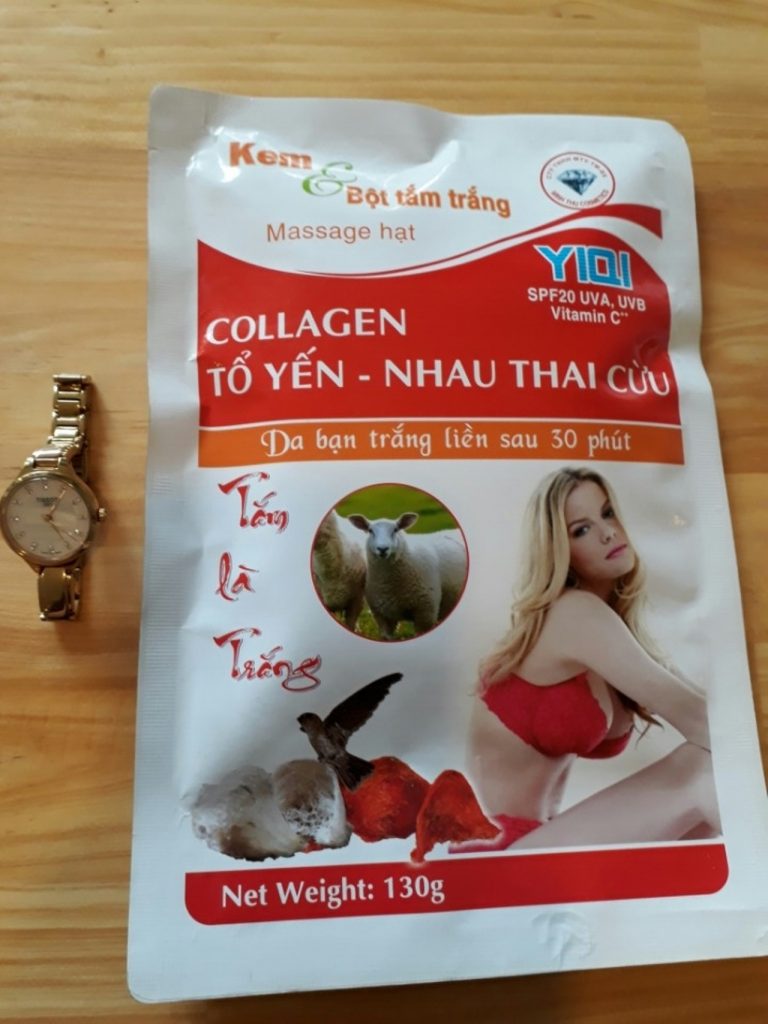 Kem
&
Bột tắm trắng
Massage hạt
YIQI
SPF20 UVA, UVB
Vitamin C
COLLAGEN
TỔ YẾN - NHAU THAI CỪU
Da bạn trắng liền sau 30 phút
Tắm
là
Trắng
Net Weight: 130g